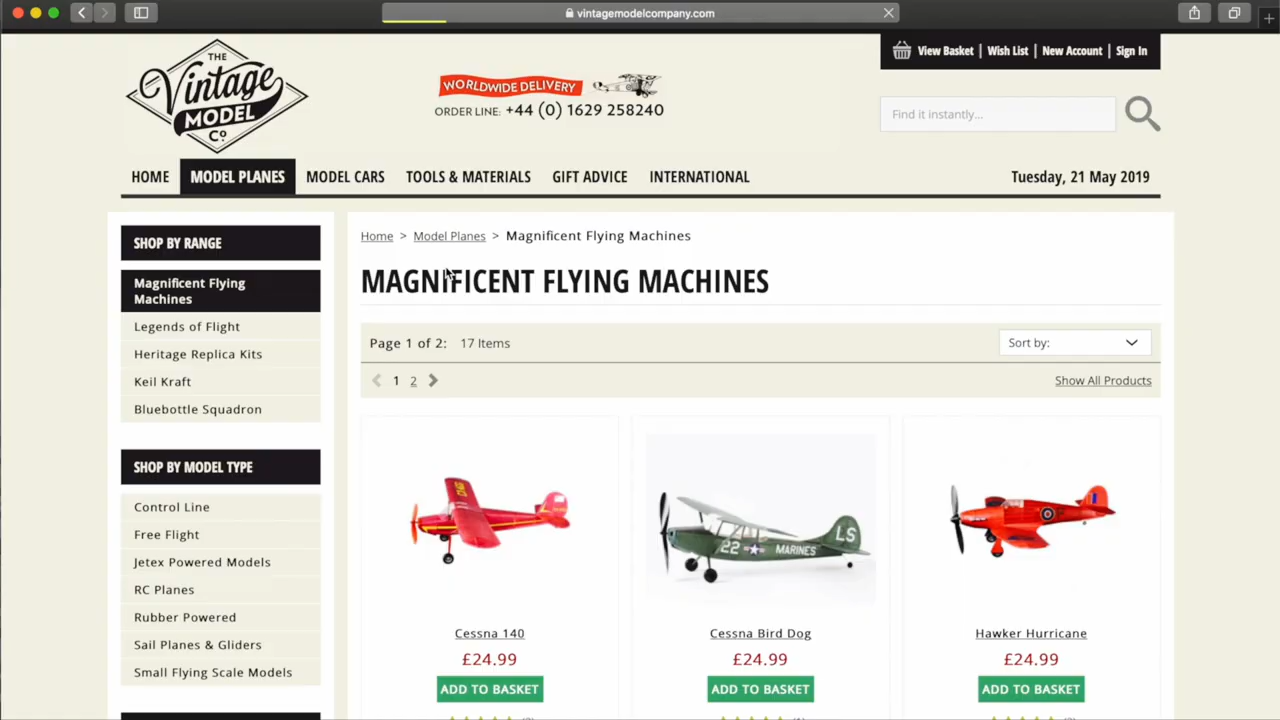 vintagemodelcompany.com
THE
Vintage
MODEL
Co
WORLDWIDE DELIVERY
ORDER LINE: +44 (0) 1629 258240
View Basket | Wish List | New Account | Sign In
Find it instantly...
HOME MODEL PLANES MODEL CARS TOOLS & MATERIALS GIFT ADVICE INTERNATIONAL Tuesday, 21 May 2019
SHOP BY RANGE
Magnificent Flying
Machines
Legends of Flight
Heritage Replica Kits
Keil Kraft
Bluebottle Squadron
SHOP BY MODEL TYPE
Control Line
Free Flight
Jetex Powered Models
RC Planes
Rubber Powered
Sail Planes & Gliders
Small Flying Scale Models
Home > Model Planes > Magnificent Flying Machines
MAGNIFICENT FLYING MACHINES
Page 1 of 2: 17 Items
Sort by:
1 2
Show All Products
22 MARINES LS
Cessna 140 Cessna Bird Dog Hawker Hurricane
£24.99 £24.99 £24.99
ADD TO BASKET ADD TO BASKET ADD TO BASKET